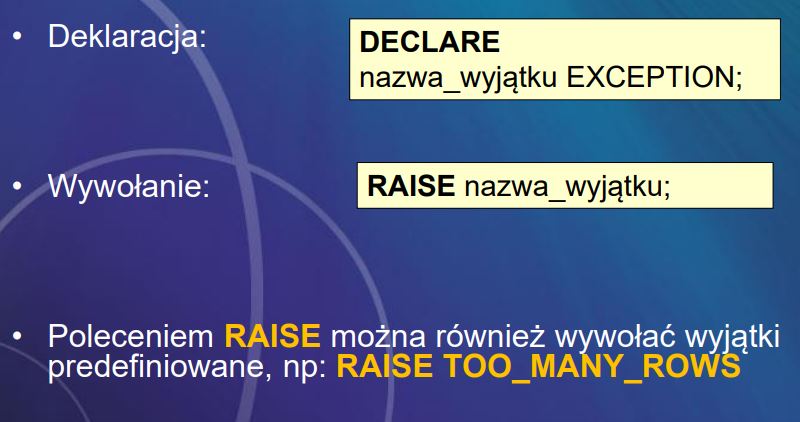 • Deklaracja:
DECLARE
nazwa_wyjątku EXCEPTION;
• Wywołanie:
RAISE nazwa_wyjątku;
• Poleceniem RAISE można również wywołać wyjątki
predefiniowane, np: RAISE TOO_MANY_ROWS